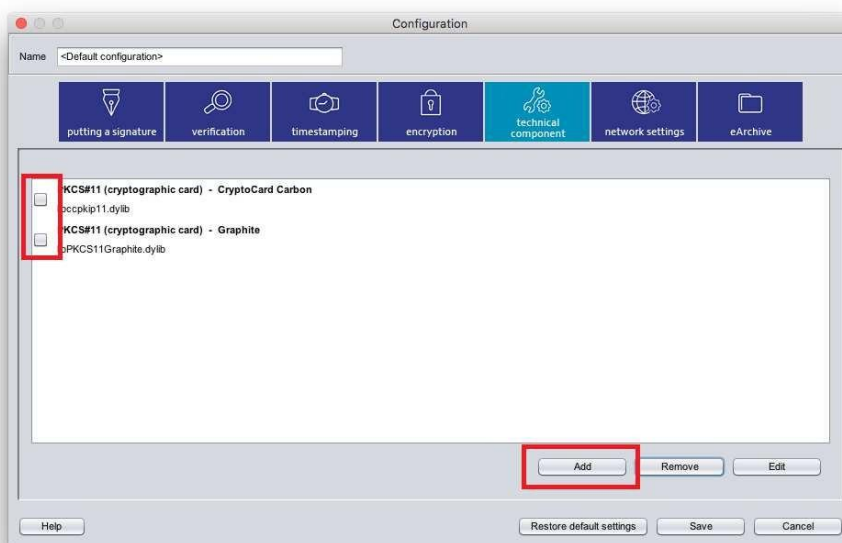 Configuration
Name <Default configuration>
putting a signature
verification
timestamping
encryption
technical
component
network settings
eArchive
KCS#11 (cryptographic card) - CryptoCard Carbon
occpkip11.dylib
KCS#11 (cryptographic card) - Graphite
PKCS11Graphite.dylib
Add Remove Edit
Help Restore default settings Save Cancel